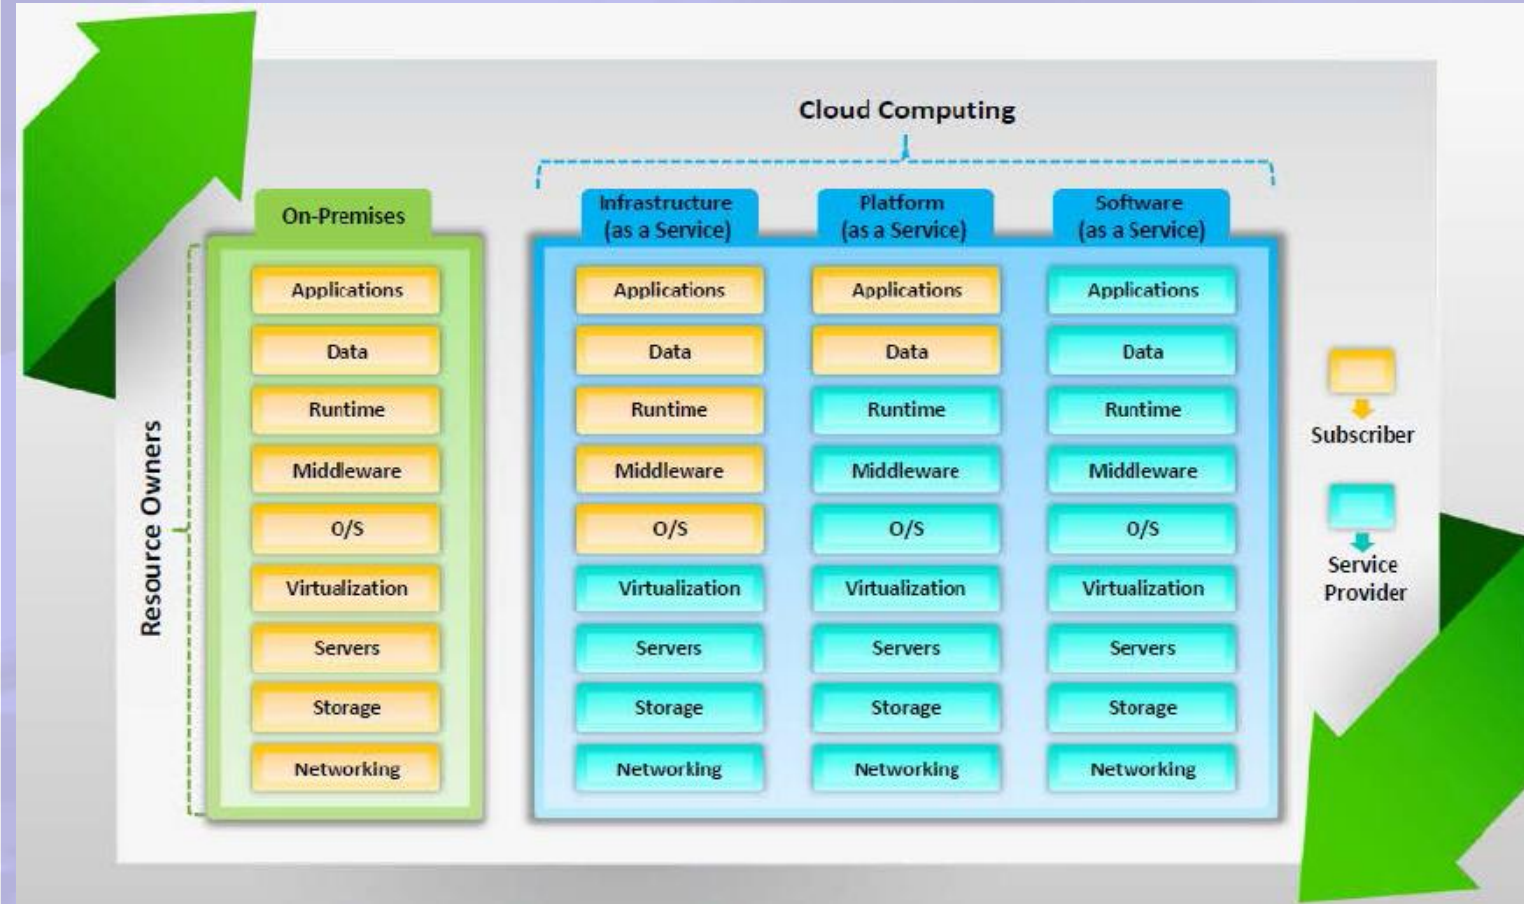 Cloud Computing
On-Premises
Infrastructure
(as a Service)
Platform
(as a Service)
Software
(as a Service)
Resource Owners
Applications
Data
Runtime
Middleware
O/S
Virtualization
Servers
Storage
Networking
Applications
Data
Runtime
Middleware
O/S
Virtualization
Servers
Storage
Networking
Applications
Data
Runtime
Middleware
O/S
Virtualization
Servers
Storage
Networking
Applications
Data
Runtime
Middleware
O/S
Virtualization
Servers
Storage
Networking
Subscriber
Service
Provider